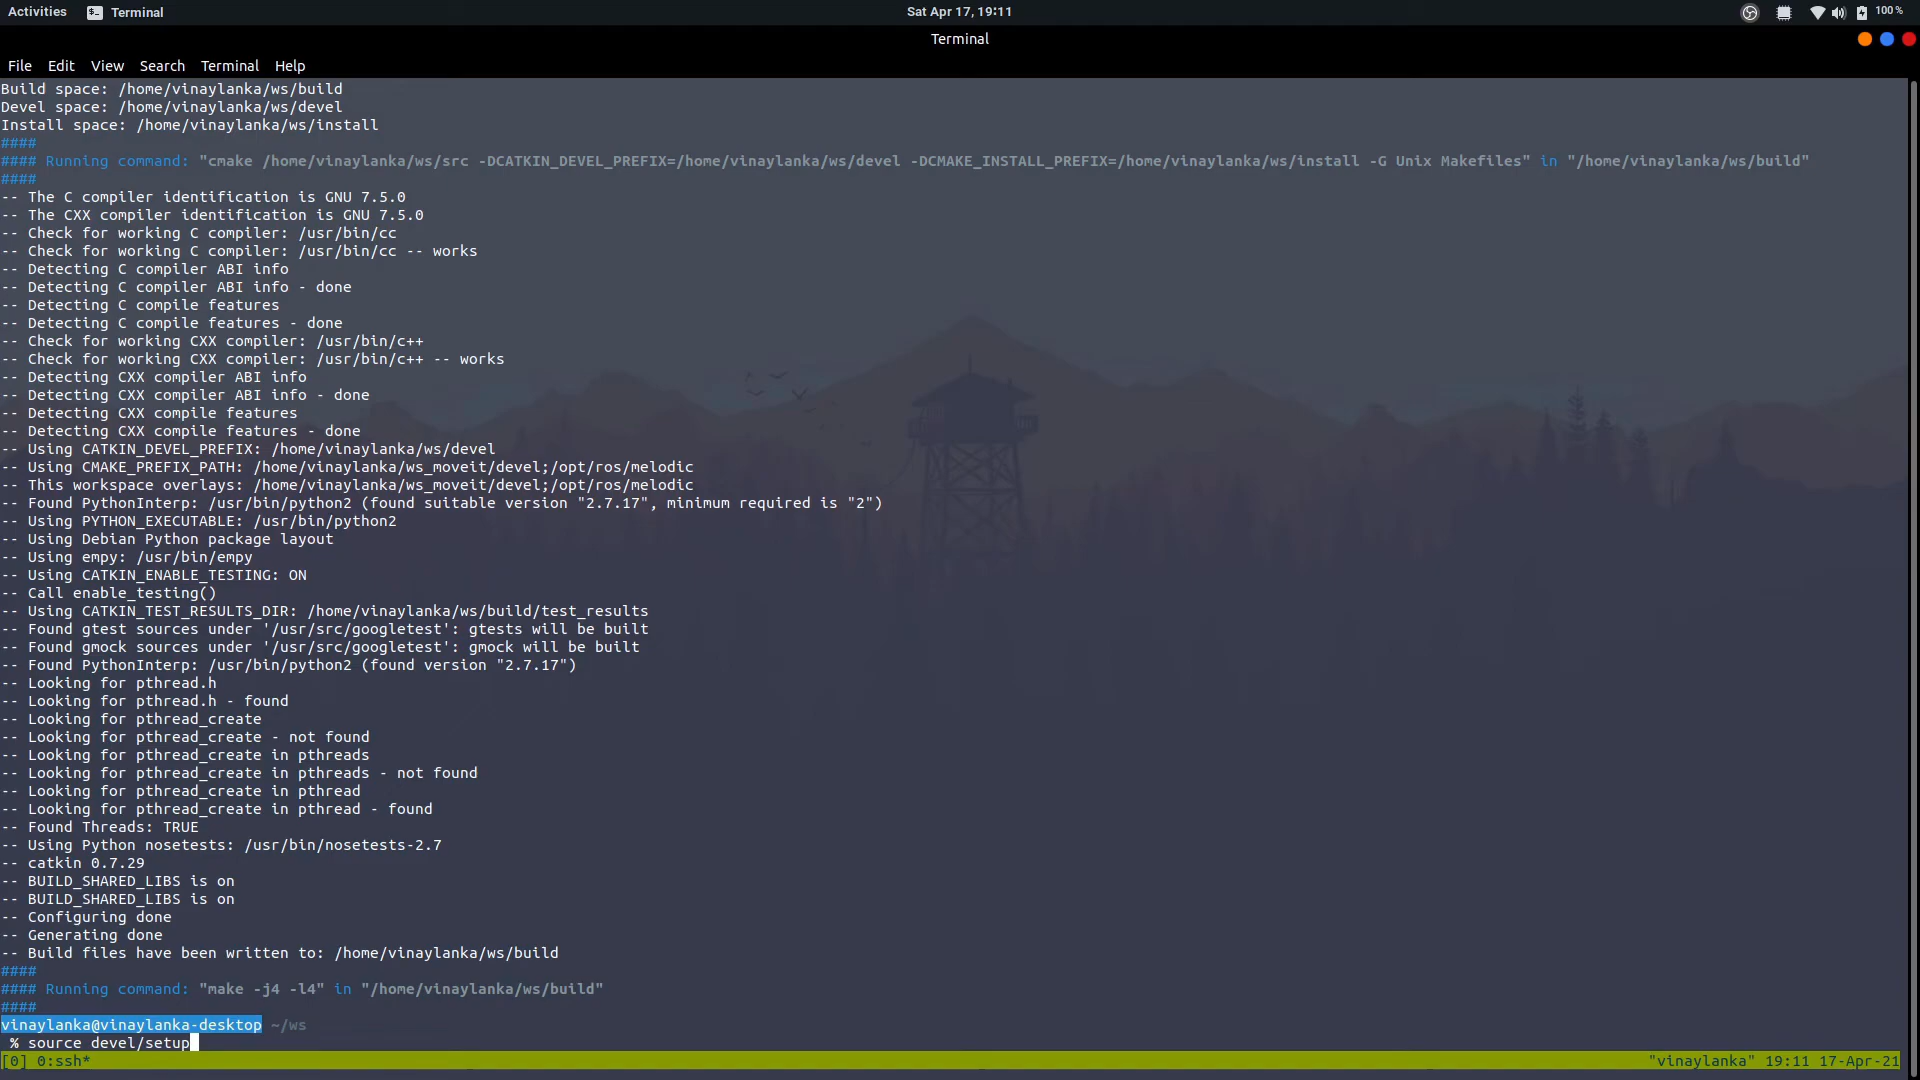 Activities Terminal Sat Apr 17, 19:11 100 %
Terminal
File Edit View Search Terminal Help
Build space: /home/vinaylanka/ws/build
Devel space: /home/vinaylanka/ws/devel
Install space: /home/vinaylanka/ws/install
####
#### Running command: "cmake /home/vinaylanka/ws/src -DCATKIN_DEVEL_PREFIX=/home/vinaylanka/ws/devel -DCMAKE_INSTALL_PREFIX=/home/vinaylanka/ws/install -G Unix Makefiles" in "/home/vinaylanka/ws/build"
####
-- The C compiler identification is GNU 7.5.0
-- The CXX compiler identification is GNU 7.5.0
-- Check for working C compiler: /usr/bin/cc
-- Check for working C compiler: /usr/bin/cc -- works
-- Detecting C compiler ABI info
-- Detecting C compiler ABI info - done
-- Detecting C compile features
-- Detecting C compile features - done
-- Check for working CXX compiler: /usr/bin/c++
-- Check for working CXX compiler: /usr/bin/c++ -- works
-- Detecting CXX compiler ABI info
-- Detecting CXX compiler ABI info - done
-- Detecting CXX compile features
-- Detecting CXX compile features - done
-- Using CATKIN_DEVEL_PREFIX: /home/vinaylanka/ws/devel
-- Using CMAKE_PREFIX_PATH: /home/vinaylanka/ws_moveit/devel;/opt/ros/melodic
-- This workspace overlays: /home/vinaylanka/ws_moveit/devel;/opt/ros/melodic
-- Found PythonInterp: /usr/bin/python2 (found suitable version "2.7.17", minimum required is "2")
-- Using PYTHON_EXECUTABLE: /usr/bin/python2
-- Using Debian Python package layout
-- Using empy: /usr/bin/empy
-- Using CATKIN_ENABLE_TESTING: ON
-- Call enable_testing()
-- Using CATKIN_TEST_RESULTS_DIR: /home/vinaylanka/ws/build/test_results
-- Found gtest sources under '/usr/src/googletest': gtests will be built
-- Found gmock sources under '/usr/src/googletest': gmock will be built
-- Found PythonInterp: /usr/bin/python2 (found version "2.7.17")
-- Looking for pthread.h
-- Looking for pthread.h - found
-- Looking for pthread_create
-- Looking for pthread_create - not found
-- Looking for pthread_create in pthreads
-- Looking for pthread_create in pthreads - not found
-- Looking for pthread_create in pthread
-- Looking for pthread_create in pthread - found
-- Found Threads: TRUE
-- Using Python nosetests: /usr/bin/nosetests-2.7
-- catkin 0.7.29
-- BUILD_SHARED_LIBS is on
-- BUILD_SHARED_LIBS is on
-- Configuring done
-- Generating done
-- Build files have been written to: /home/vinaylanka/ws/build
####
#### Running command: "make -j4 -l4" in "/home/vinaylanka/ws/build"
####
vinaylanka@vinaylanka-desktop ~/ws
% source devel/setup
[0] 0:ssh* "vinaylanka" 19:11 17-Apr-21